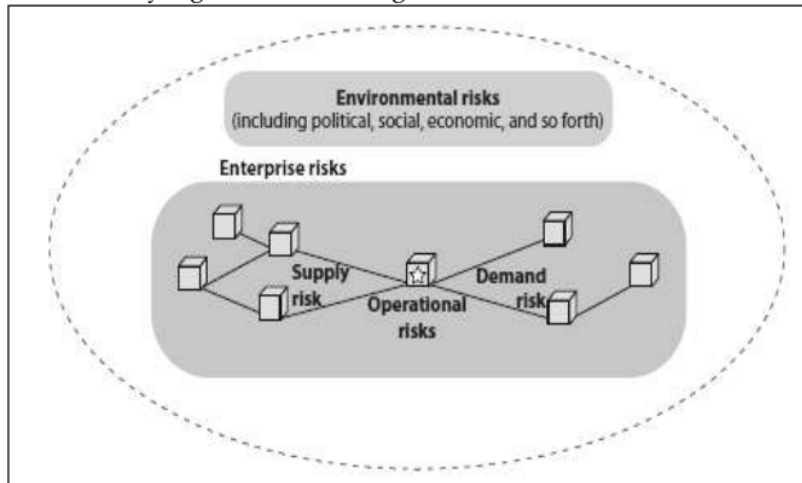 Environmental risks
(including political, social, economic, and so forth)
Enterprise risks
Supply
risk
Demand
risk
Operational
risks